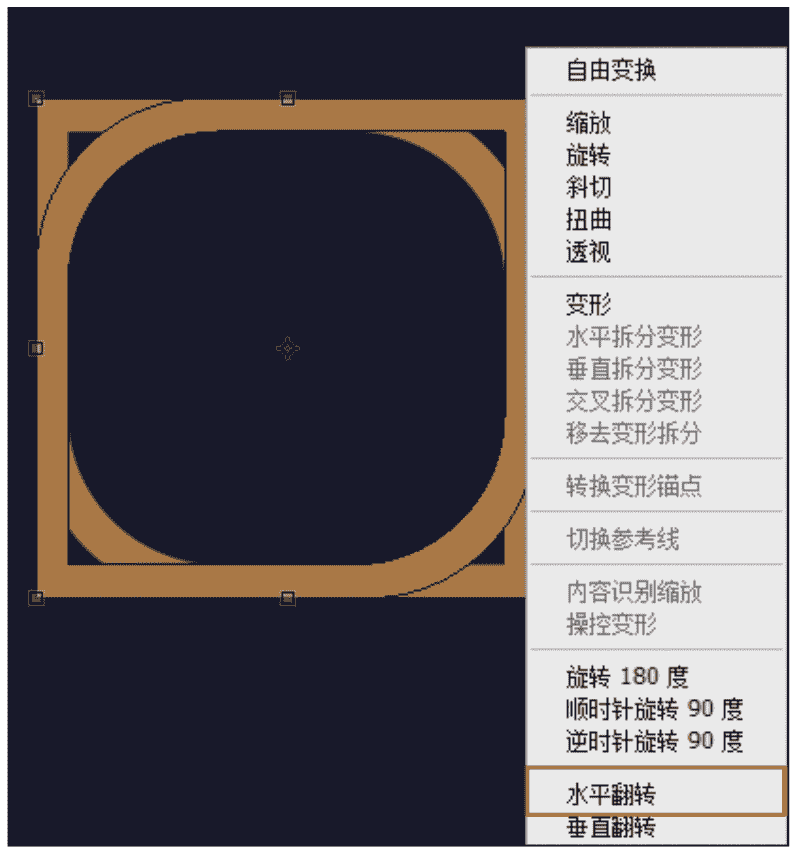 自由变换
缩放
旋转
斜切
扭曲
透视
变形
水平拆分变形
垂直拆分变形
交叉拆分变形
移去变形拆分
转换变形锚点
切换参考线
内容识别缩放
操控变形
旋转 180 度
顺时针旋转 90 度
逆时针旋转 90 度
水平翻转
垂直翻转